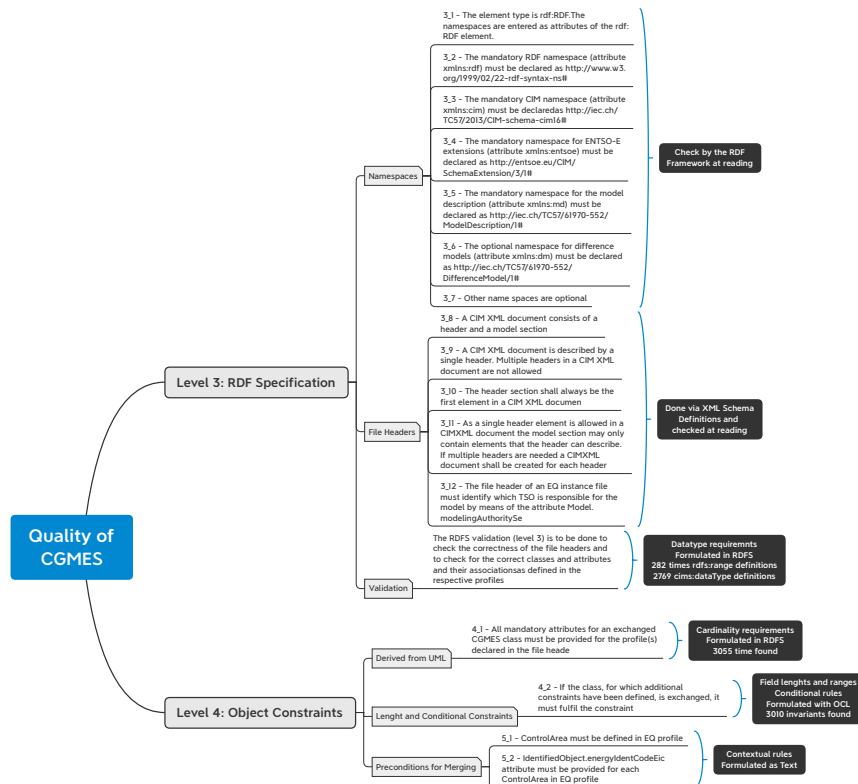 Quality of
CGMES
Level 3: RDF Specification
Namespaces
3_1 - The element type is rdf:RDF.The
namespaces are entered as attributes of the rdf:
RDF element.
3_2 - The mandatory RDF namespace (attribute
xmlns:rdf) must be declared as http://www.w3.
org/1999/02/22-rdf-syntax-ns#
3_3 - The mandatory CIM namespace (attribute
xmlns:cim) must be declaredas http://iec.ch/
TC57/2013/CIM-schema-cim16#
3_4 - The mandatory namespace for ENTSO-E
extensions (attribute xmlns:entsoe) must be
declared as http://entsoe.eu/CIM/
SchemaExtension/3/1#
3_5 - The mandatory namespace for the model
description (attribute xmlns:md) must be
declared as http://iec.ch/TC57/61970-552/
ModelDescription/1#
3_6 - The optional namespace for difference
models (attribute xmlns:dm) must be declared
as http://iec.ch/TC57/61970-552/
DifferenceModel/1#
3_7 - Other name spaces are optional
Check by the RDF
Framework at reading
File Headers
3_8 - A CIM XML document consists of a
header and a model section
3_9 - A CIM XML document is described by a
single header. Multiple headers in a CIM XML
document are not allowed
3_10 - The header section shall always be the
first element in a CIM XML documen
3_11 - As a single header element is allowed in a
CIMXML document the model section may only
contain elements that the header can describe.
If multiple headers are needed a CIMXML
document shall be created for each header
3_12 - The file header of an EQ instance file
must identify which TSO is responsible for the
model by means of the attribute Model.
modelingAuthoritySe
Done via XML Schema
Definitions and
checked at reading
Validation
The RDFS validation (level 3) is to be done to
check the correctness of the file headers and
to check for the correct classes and attributes
and their associationsas defined in the
respective profiles
Datatype requiremnts
Formulated in RDFS
282 times rdfs:range definitions
2769 cims:dataType definitions
Level 4: Object Constraints
Derived from UML
4_1 - All mandatory attributes for an exchanged
CGMES class must be provided for the profile(s)
declared in the file heade
Cardinality requirements
Formulated in RDFS
3055 time found
Lenght and Conditional Constraints
4_2 - If the class, for which additional
constraints have been defined, is exchanged, it
must fulfil the constraint
Field lenghts and ranges
Conditional rules
Formulated with OCL
3010 invariants found
Preconditions for Merging
5_1 - ControlArea must be defined in EQ profile
5_2 - IdentifiedObject.energyIdentCodeEic
attribute must be provided for each
ControlArea in EQ profile
Contextual rules
Formulated as Text